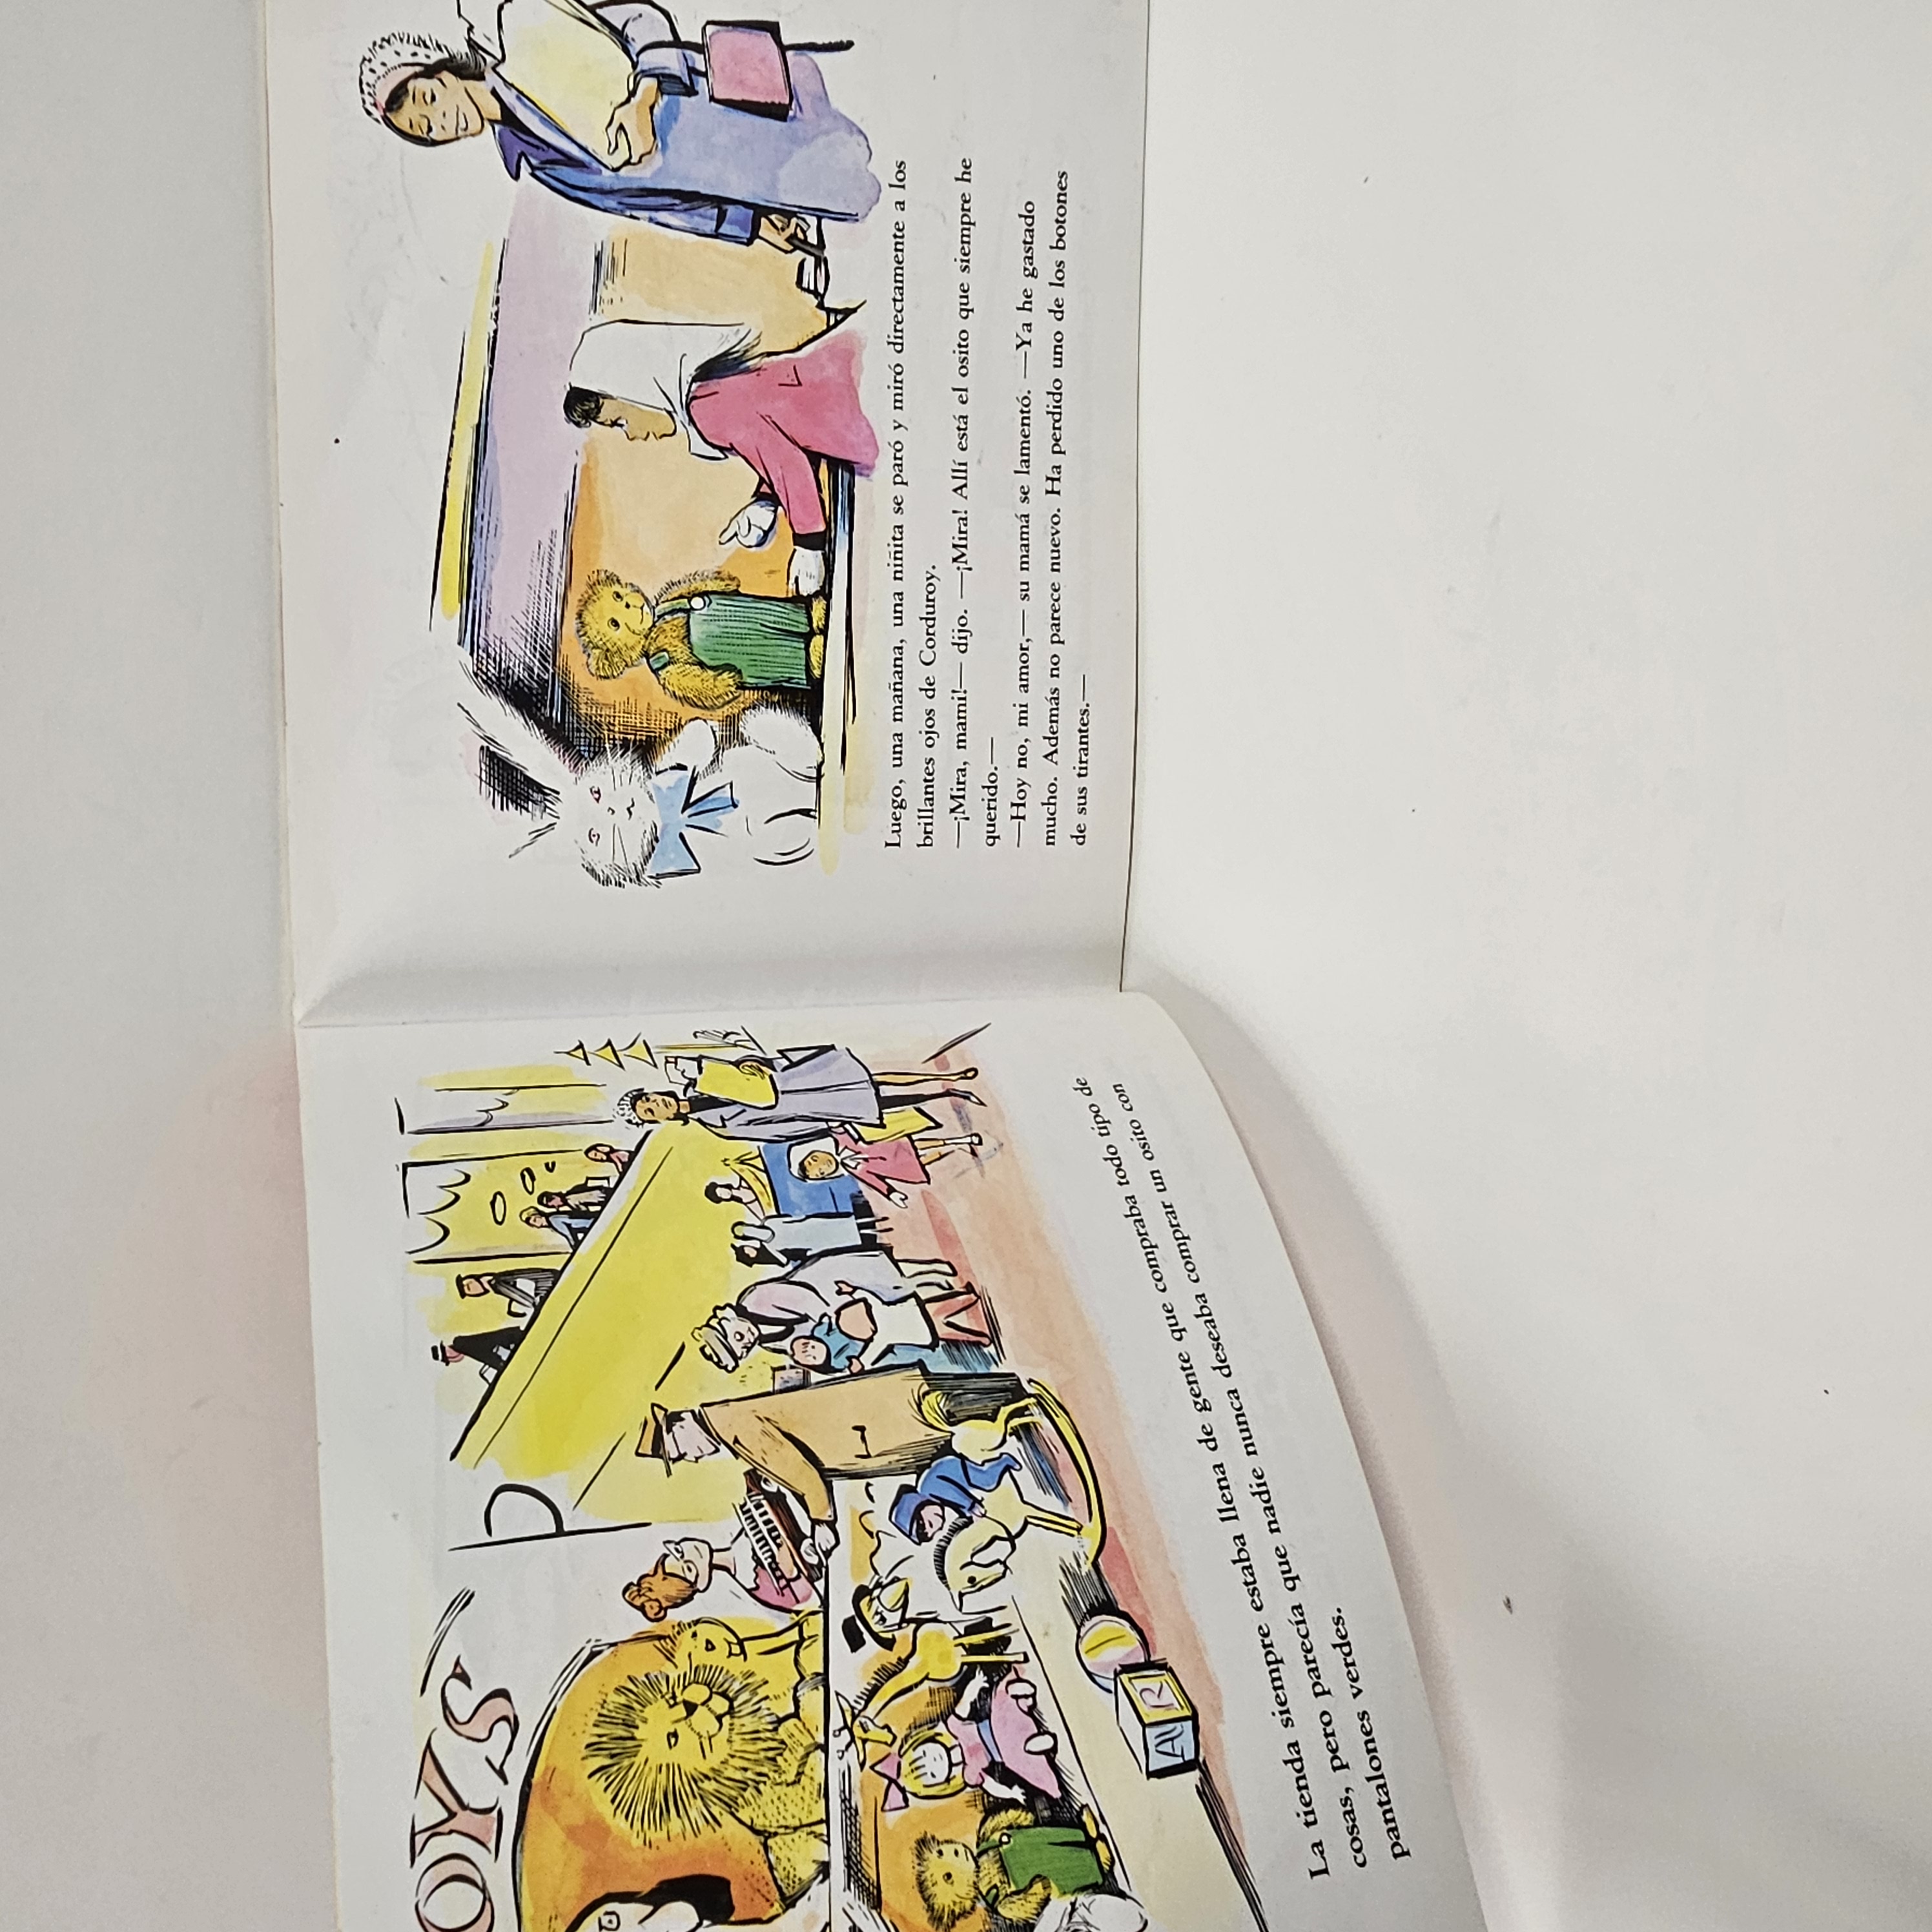 OYS
A R
La tienda siempre estaba llena de gente que compraba todo tipo de
cosas, pero parecía que nadie nunca deseaba comprar un osito con
pantalones verdes.
Luego, una mañana, una niñita se paró y miró directamente a los
brillantes ojos de Corduroy.
—¡Mira, mami!— dijo. —¡Mira! Allí está el osito que siempre he
querido.—
—Hoy no, mi amor,— su mamá se lamentó. —Ya he gastado
mucho. Además no parece nuevo. Ha perdido uno de los botones
de sus tirantes.—